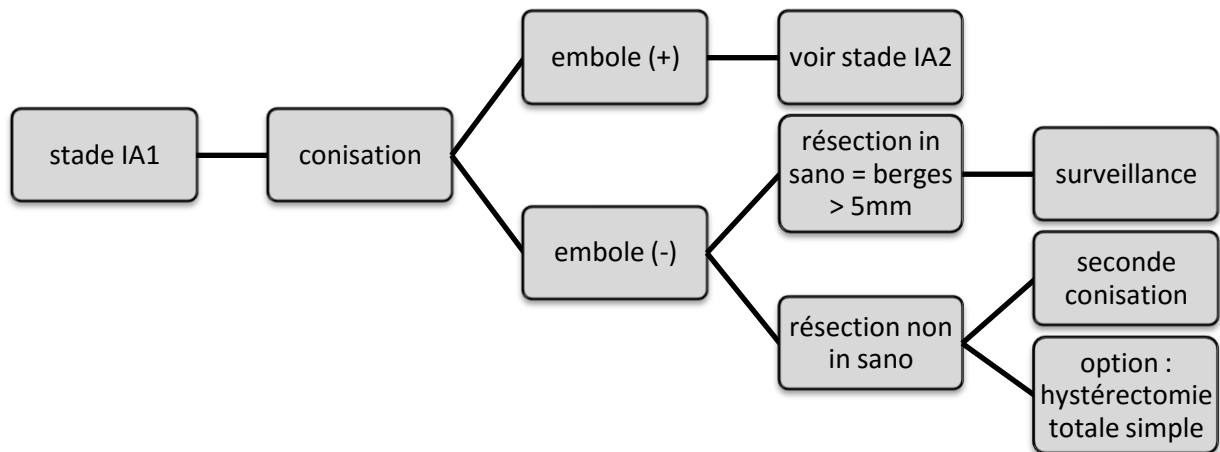 stade IA1
conisation
embole (+)
voir stade IA2
embole (-)
résection in
sano = berges
> 5mm
surveillance
résection non
in sano
seconde
conisation
option :
hystérectomie
totale simple